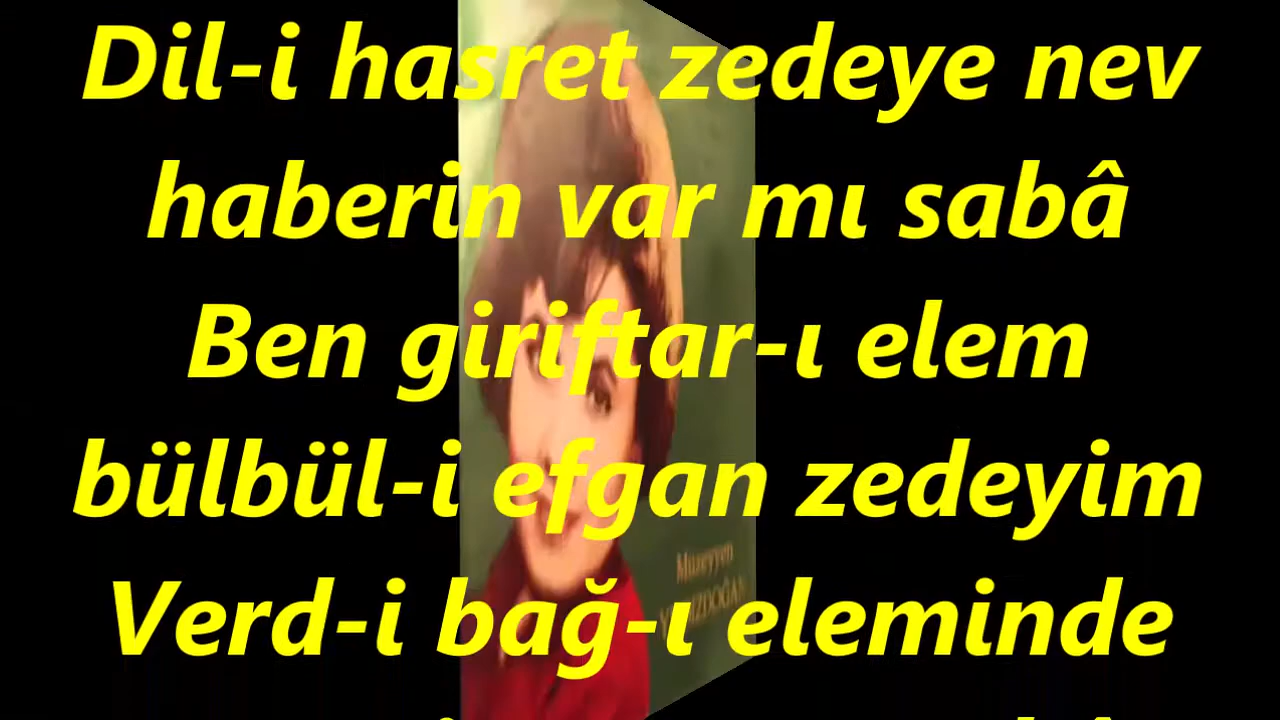 Dil-i hasret zedeye nev
haberin var mı sabâ
Ben giriftar-ı elem
bülbül-i efgan zedeyim
Verd-i bağ-ı eleminde
Müzeyyen